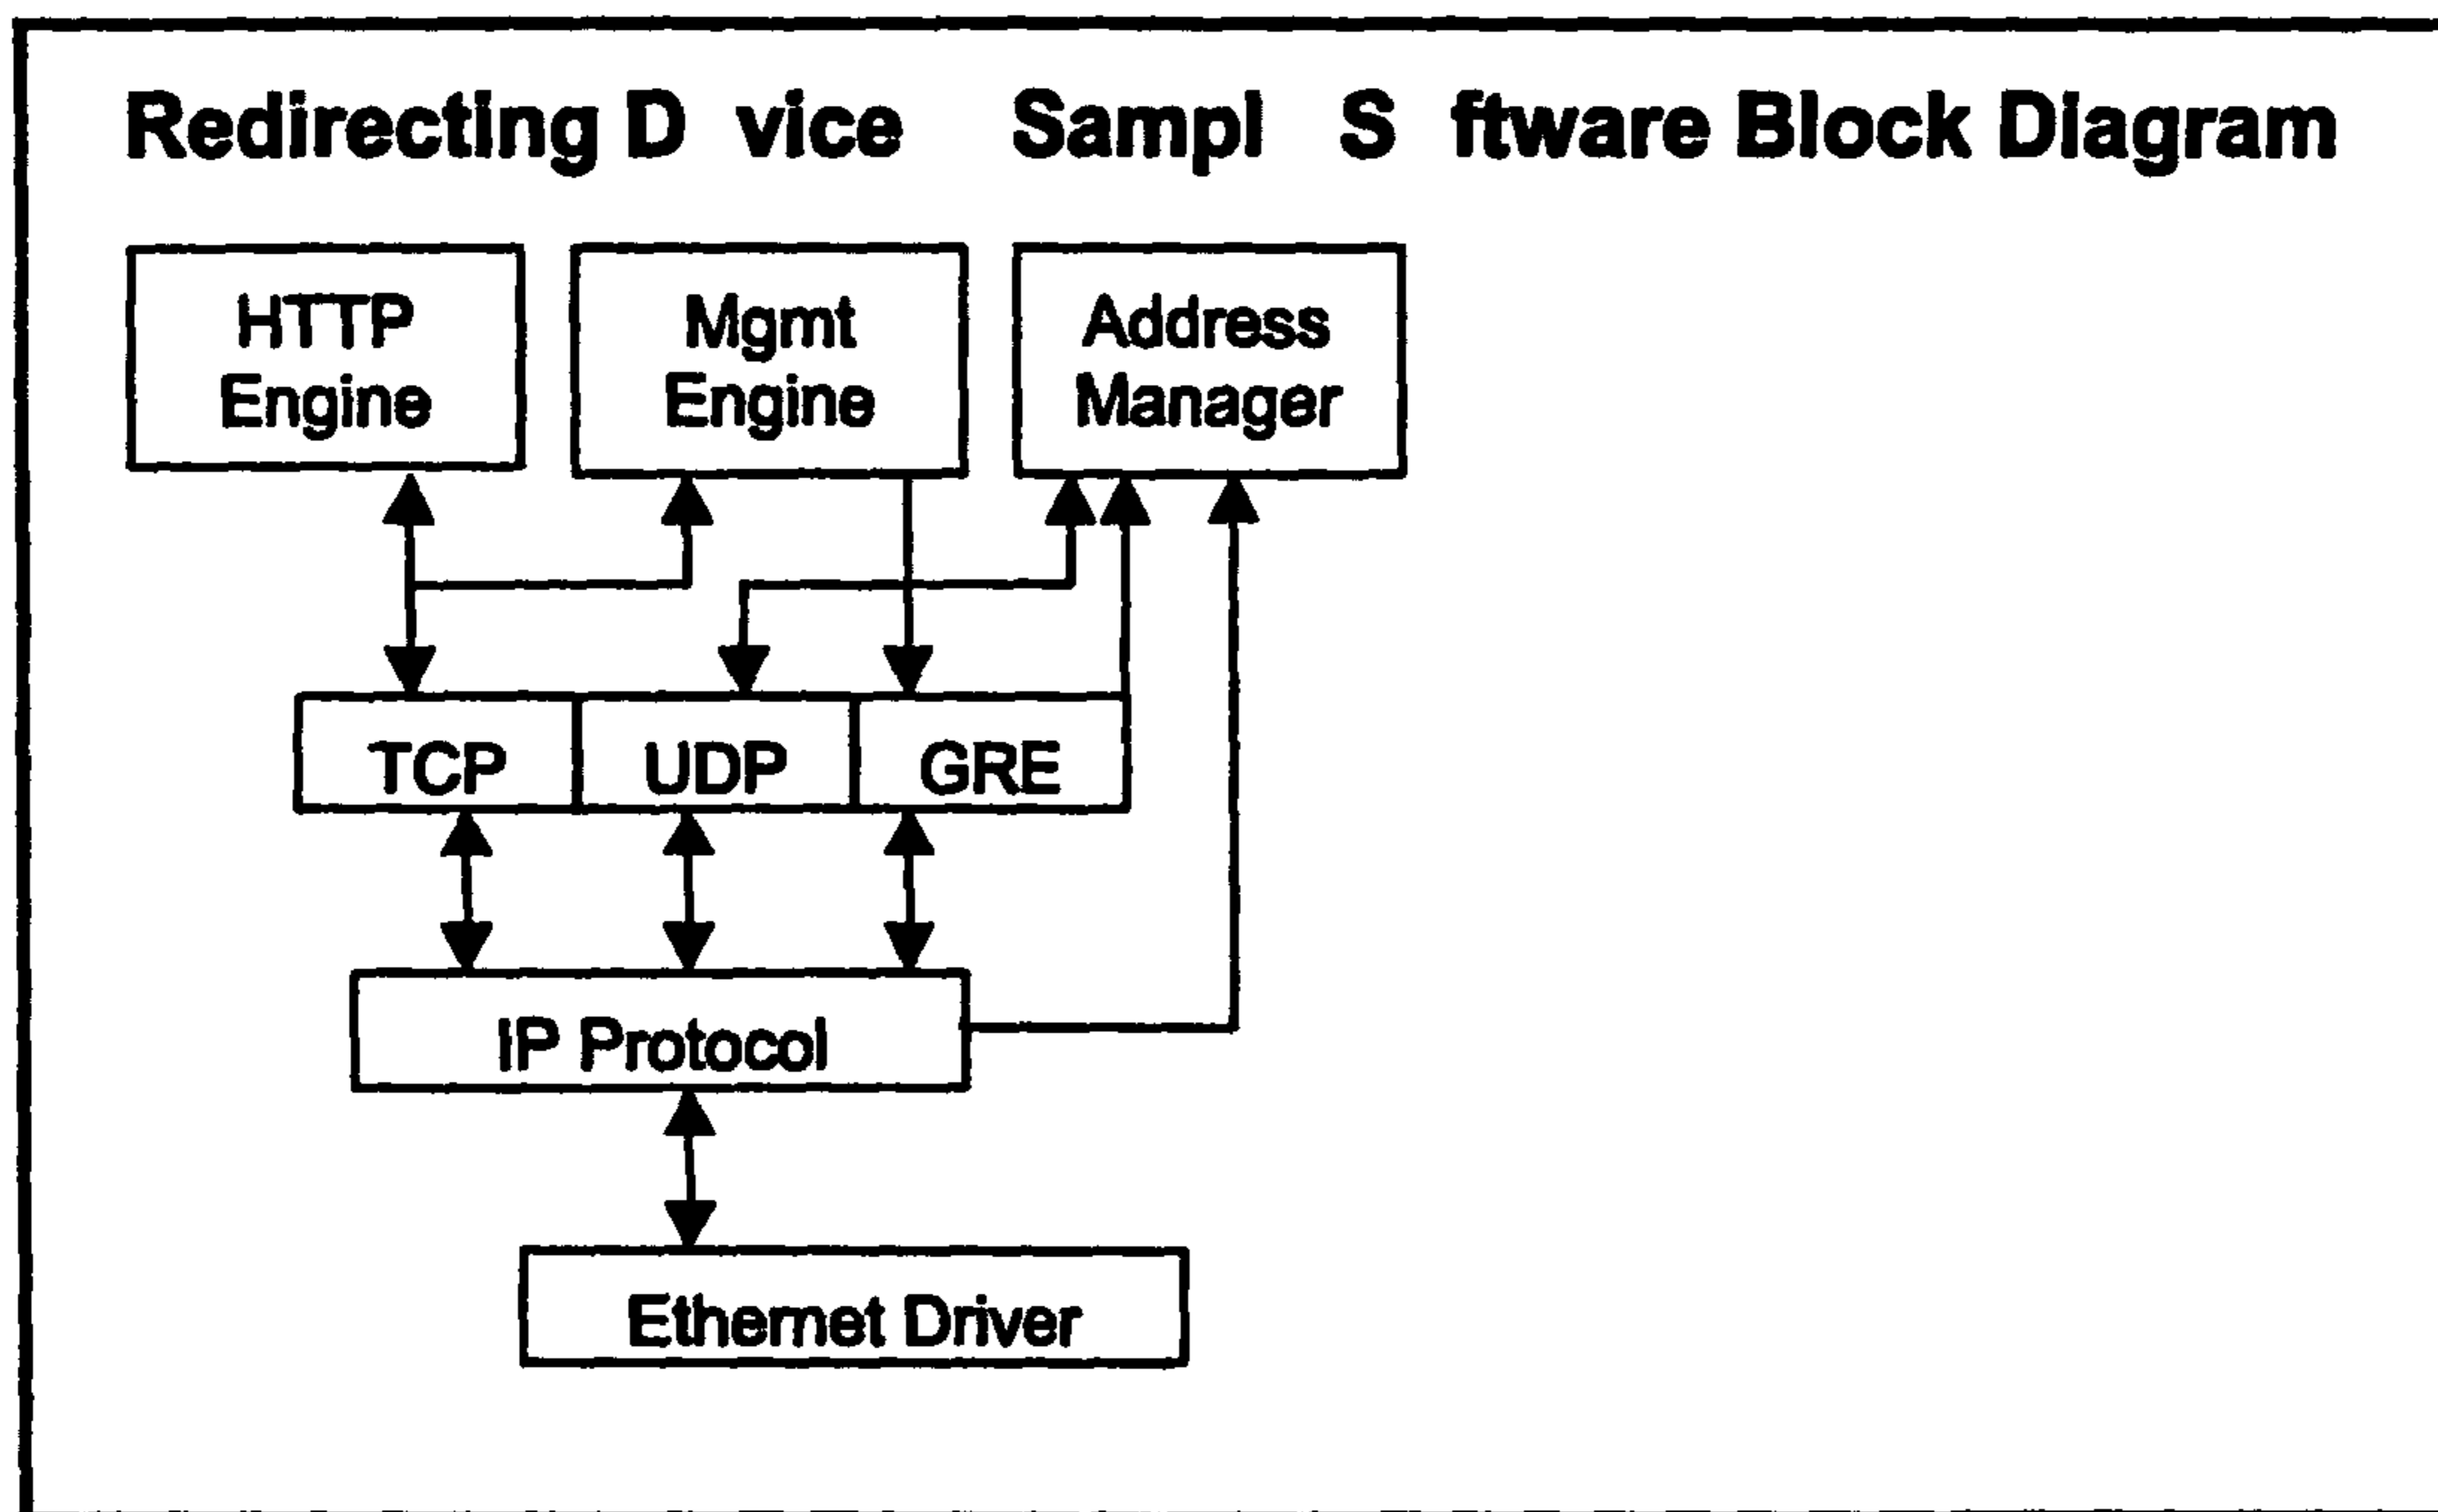 Redirecting D vice Sampl S ftware Block Diagram
HTTP
Engine
Mgmt
Engine
Address
Manager
TCP
UDP
GRE
IP Protocol
Ethernet Driver